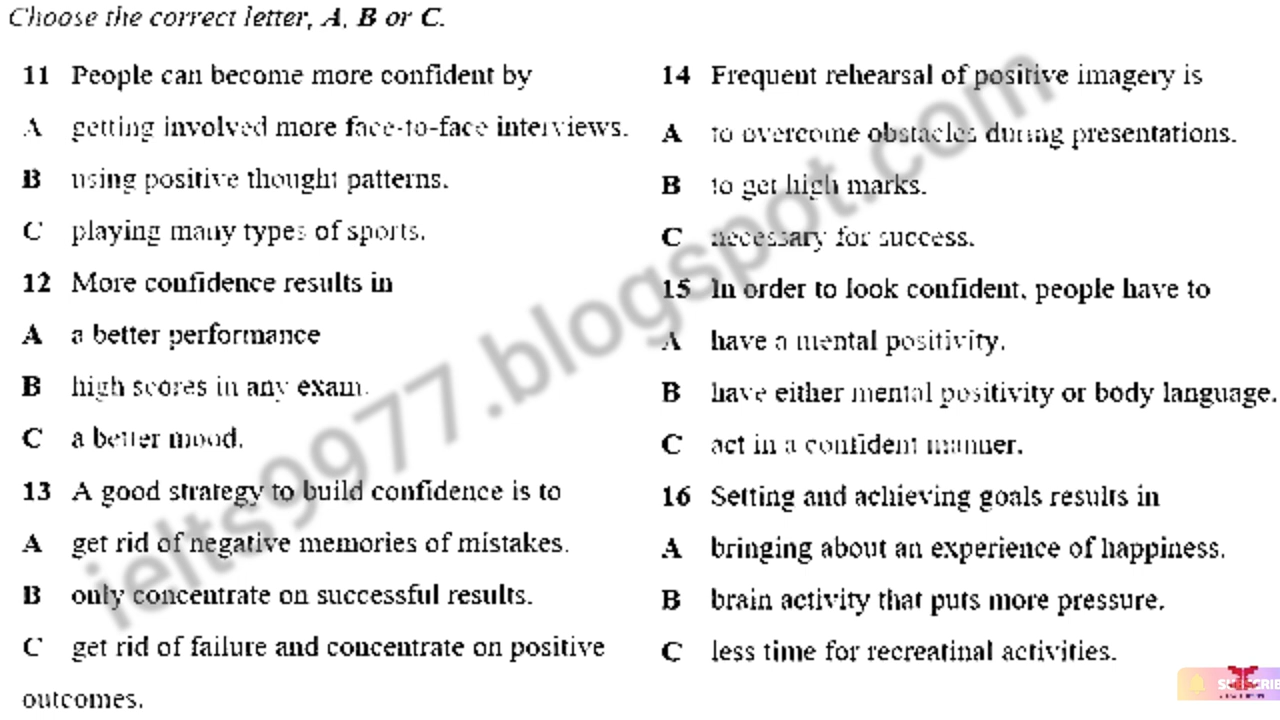 Choose the correct letter, A, B or C.
11 People can become more confident by
A getting involved more face-to-face interviews.
B using positive thought patterns.
C playing many types of sports.
12 More confidence results in
A a better performance
B high scores in any exam.
C a better mood.
13 A good strategy to build confidence is to
A get rid of negative memories of mistakes.
B only concentrate on successful results.
C get rid of failure and concentrate on positive
outcomes.
14 Frequent rehearsal of positive imagery is
A to overcome obstacles during presentations.
B to get high marks.
C necessary for success.
15 In order to look confident, people have to
A have a mental positivity.
B have either mental positivity or body language.
C act in a confident manner.
16 Setting and achieving goals results in
A bringing about an experience of happiness.
B brain activity that puts more pressure.
C less time for recreatinal activities.
ielts9977.blogspot.com